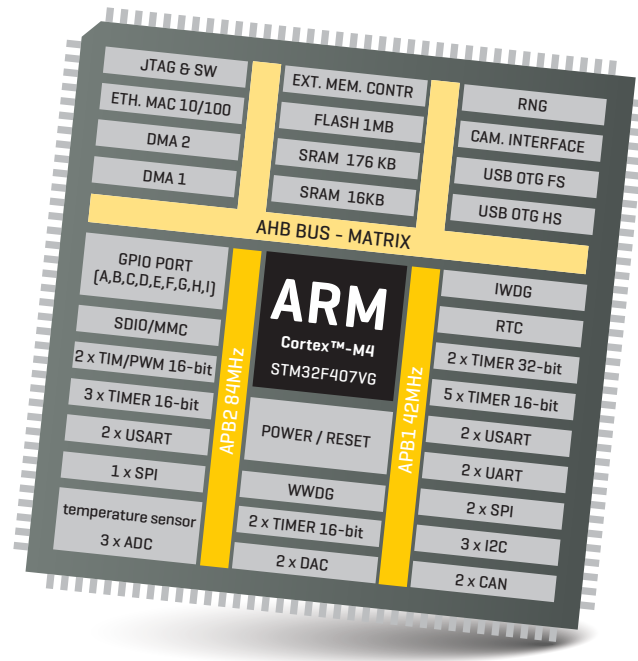 JTAG & SW
ETH. MAC 10/100
DMA 2
DMA 1
EXT. MEM. CONTR
FLASH 1MB
SRAM 176 KB
SRAM 16KB
RNG
CAM. INTERFACE
USB OTG FS
USB OTG HS
AHB BUS - MATRIX
GPIO PORT
(A,B,C,D,E,F,G,H,I)
SDIO/MMC
2 x TIM/PWM 16-bit
3 x TIMER 16-bit
2 x USART
1 x SPI
temperature sensor
3 x ADC
APB2 84MHz
ARM
Cortex™-M4
STM32F407VG
POWER / RESET
WWDG
2 x TIMER 16-bit
2 x DAC
APB1 42MHz
IWDG
RTC
2 x TIMER 32-bit
5 x TIMER 16-bit
2 x USART
2 x UART
2 x SPI
3 x I2C
2 x CAN